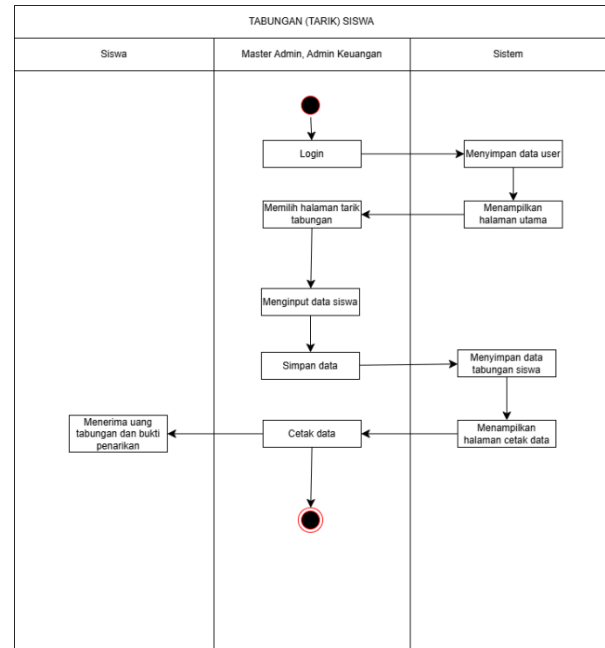 TABUNGAN (TARIK) SISWA
Siswa
Master Admin, Admin Keuangan
Sistem
Login
Menyimpan data user
Memilih halaman tarik
tabungan
Menampilkan
halaman utama
Menginput data siswa
Simpan data
Menyimpan data
tabungan siswa
Menerima uang
tabungan dan bukti
penarikan
Cetak data
Menampilkan
halaman cetak data